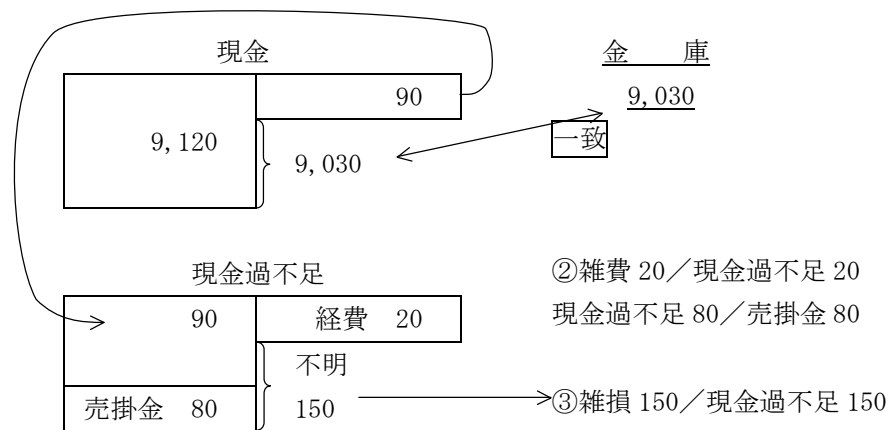 現金
金　庫
90
9,030
9,120
一致
9,030
現金過不足
②雑費 20／現金過不足 20
90
経費 20
現金過不足 80／売掛金 80
不明
売掛金 80
150
③雑損 150／現金過不足 150